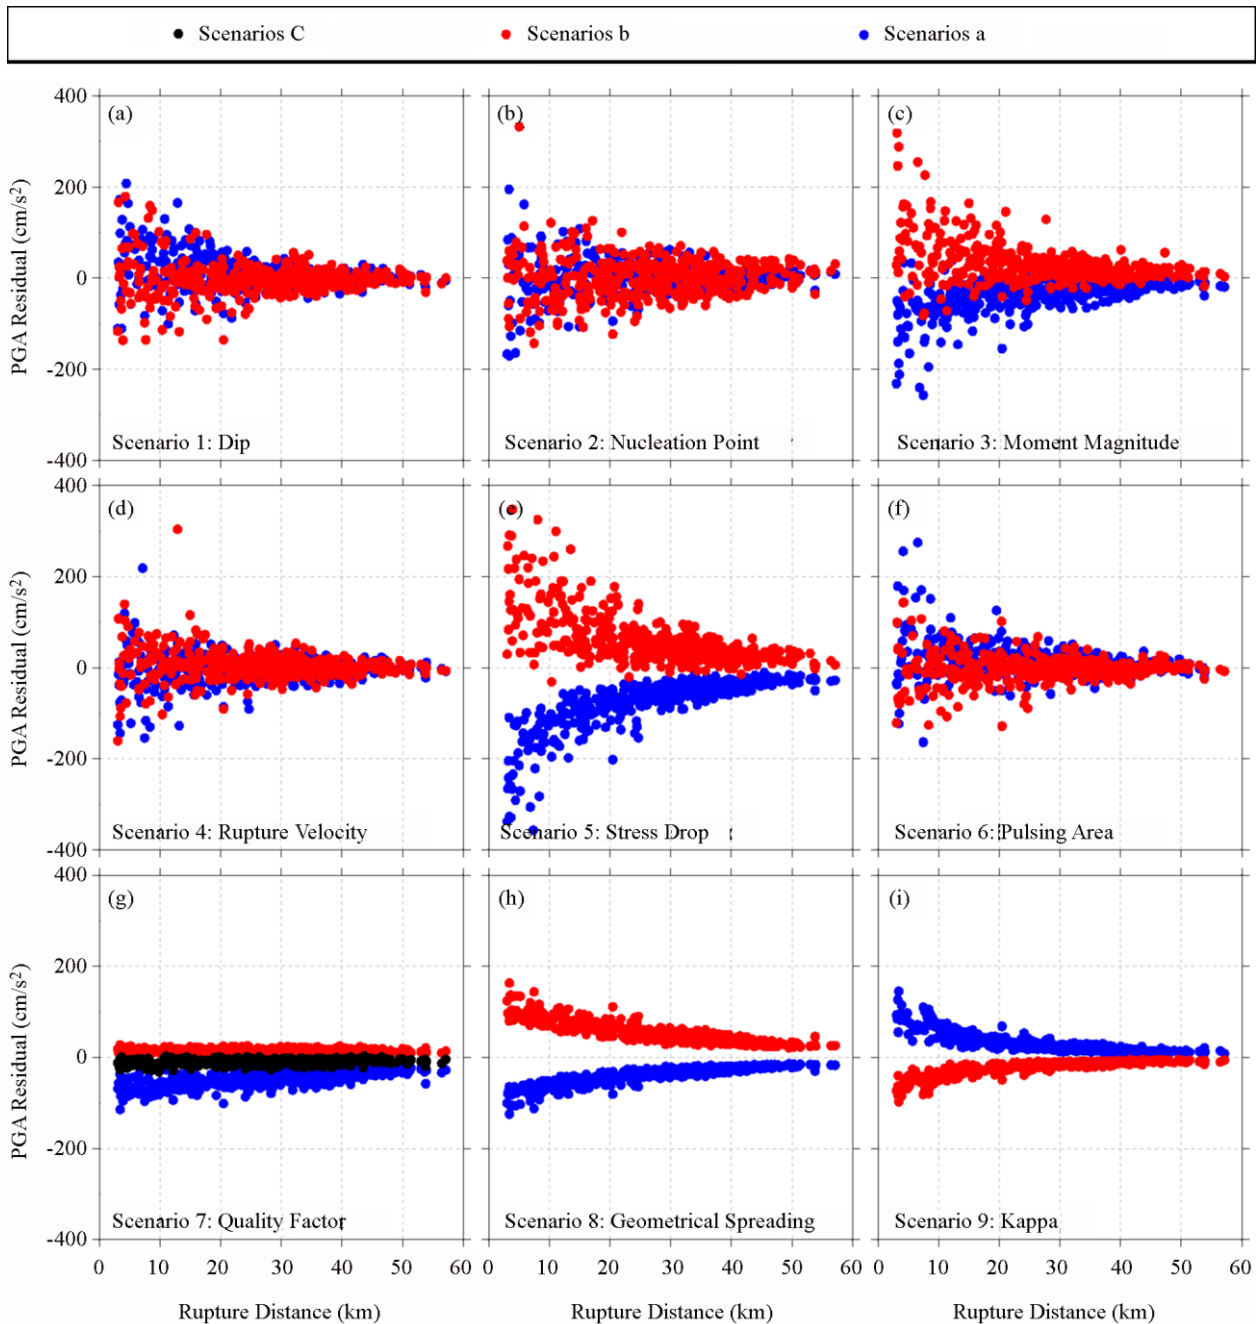 Scenarios C Scenarios b Scenarios a
400
200
0
-200
-400
PGA Residual (cm/s²)
(a)
Scenario 1: Dip
(b)
Scenario 2: Nucleation Point
(c)
Scenario 3: Moment Magnitude
400
200
0
-200
-400
PGA Residual (cm/s²)
(d)
Scenario 4: Rupture Velocity
(e)
Scenario 5: Stress Drop
(f)
Scenario 6: Pulsing Area
400
200
0
-200
-400
PGA Residual (cm/s²)
(g)
Scenario 7: Quality Factor
(h)
Scenario 8: Geometrical Spreading
(i)
Scenario 9: Kappa
0 10 20 30 40 50 60
0 10 20 30 40 50 60
0 10 20 30 40 50 60
Rupture Distance (km)
Rupture Distance (km)
Rupture Distance (km)